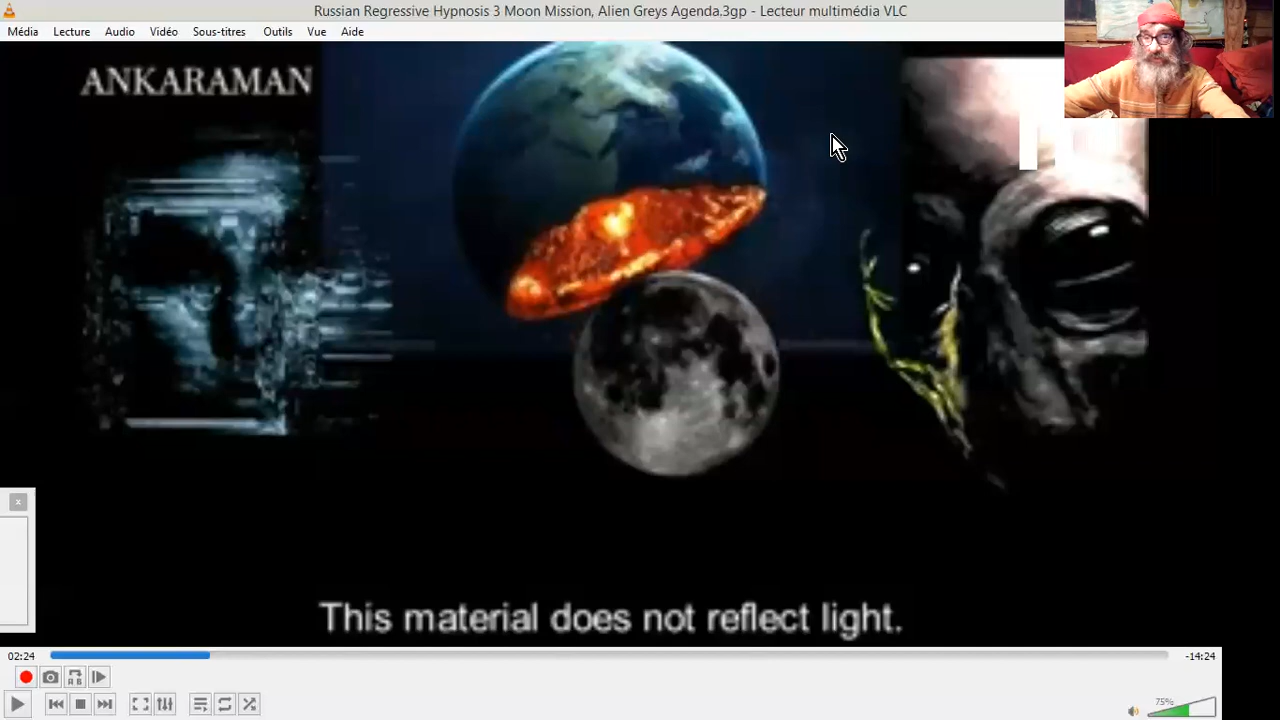 Russian Regressive Hypnosis 3 Moon Mission, Alien Greys Agenda.3gp - Lecteur multimédia VLC
Média Lecture Audio Vidéo Sous-titres Outils Vue Aide
ANKARAMAN
x
This material does not reflect light.
02:24 -14:24
A B
75%